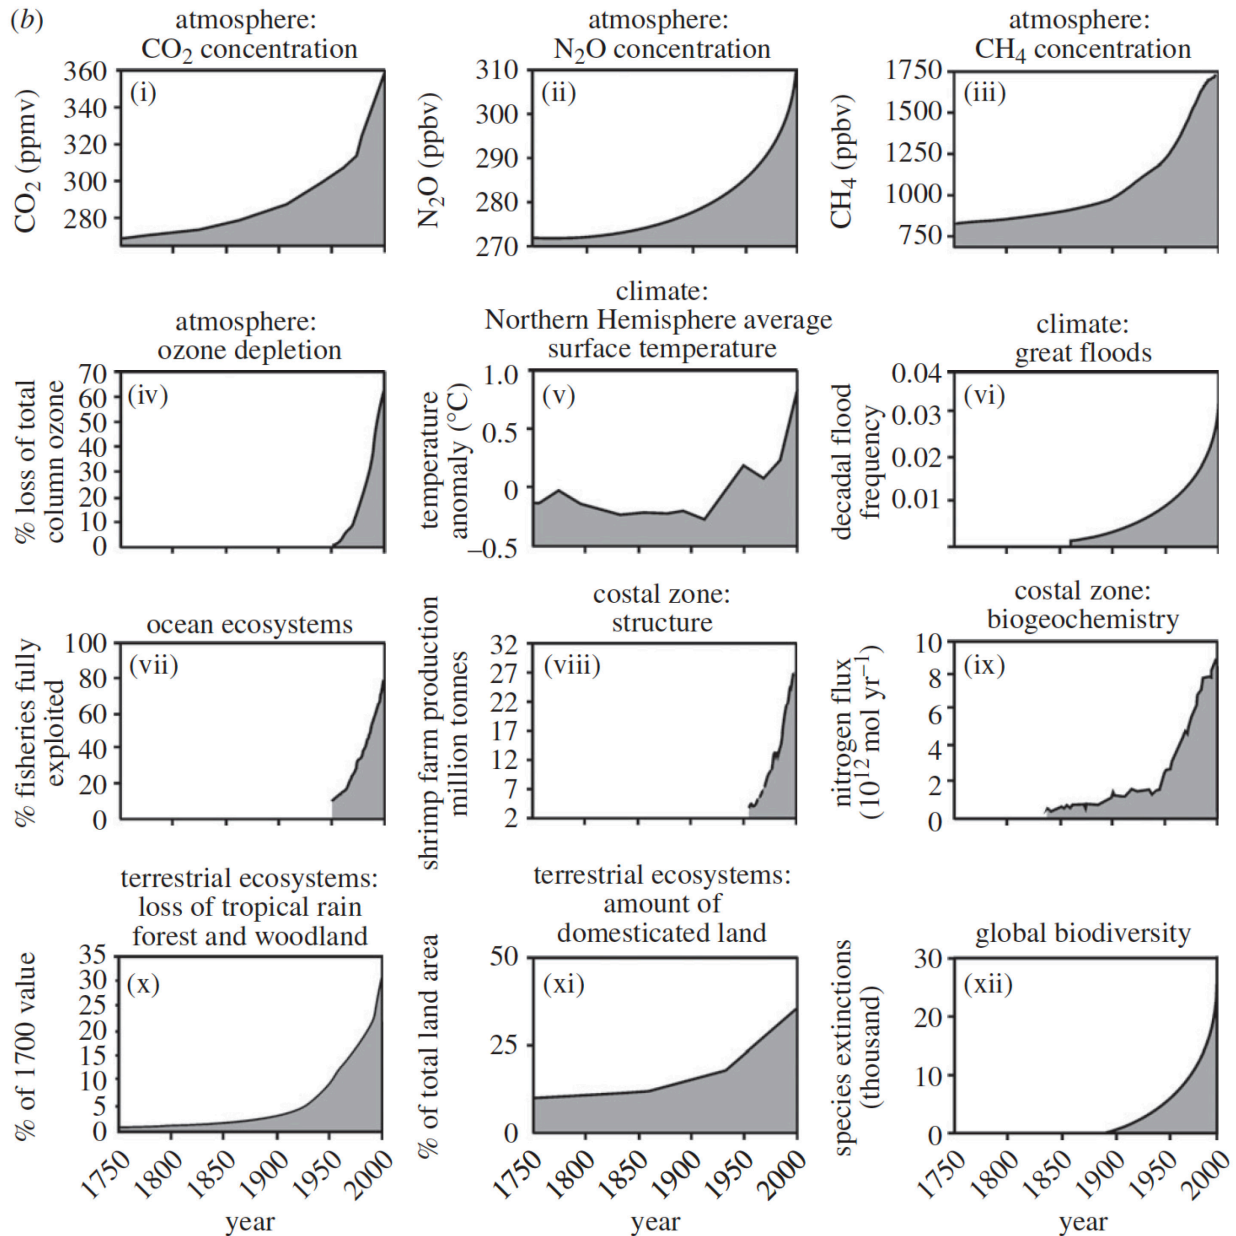 (b)
atmosphere:
CO₂ concentration
CO₂ (ppmv)
360
340
320
300
280
(i)
atmosphere:
N₂O concentration
N₂O (ppbv)
310
300
290
280
270
(ii)
atmosphere:
CH₄ concentration
CH₄ (ppbv)
1750
1500
1250
1000
750
(iii)
atmosphere:
ozone depletion
% loss of total
column ozone
70
60
50
40
30
20
10
0
(iv)
climate:
Northern Hemisphere average
surface temperature
temperature
anomaly (°C)
1.0
0.5
0
–0.5
(v)
climate:
great floods
decadal flood
frequency
0.04
0.03
0.02
0.01
(vi)
ocean ecosystems
% fisheries fully
exploited
100
80
60
40
20
0
(vii)
costal zone:
structure
shrimp farm production
million tonnes
32
27
22
17
12
7
2
(viii)
costal zone:
biogeochemistry
nitrogen flux
(10¹² mol yr⁻¹)
10
8
6
4
2
0
(ix)
terrestrial ecosystems:
loss of tropical rain
forest and woodland
% of 1700 value
35
30
25
20
15
10
5
0
(x)
1750
1800
1850
1900
1950
2000
year
terrestrial ecosystems:
amount of
domesticated land
% of total land area
50
25
0
(xi)
1750
1800
1850
1900
1950
2000
year
global biodiversity
species extinctions
(thousand)
30
20
10
0
(xii)
1750
1800
1850
1900
1950
2000
year